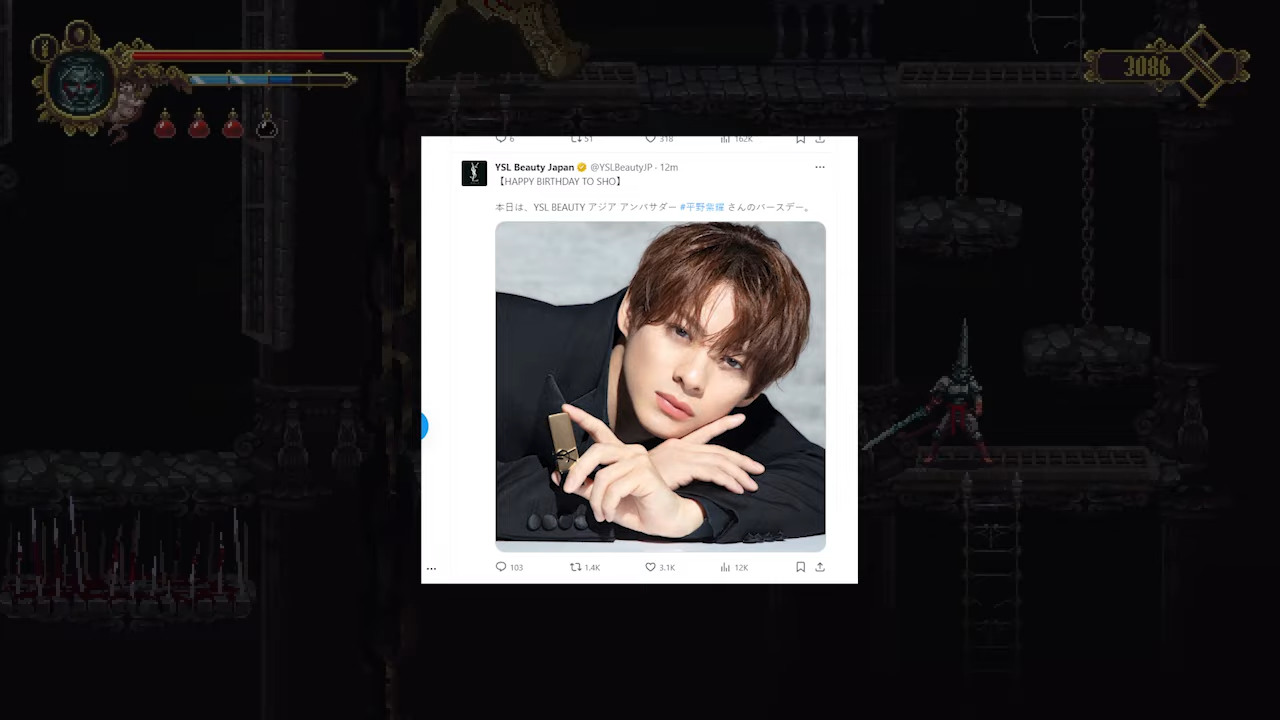 3086
6 51 318 162K
YSL Beauty Japan @YSLBeautyJP · 12m
【HAPPY BIRTHDAY TO SHO】
本日は、YSL BEAUTY アジア アンバサダー #平野紫耀 さんのバースデー。
103 1.4K 3.1K 12K